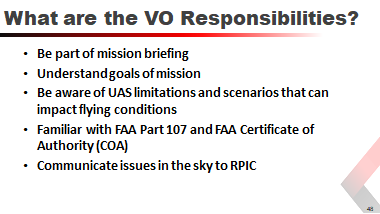 What are the VO Responsibilities?
• Be part of mission briefing
• Understand goals of mission
• Be aware of UAS limitations and scenarios that can
impact flying conditions
• Familiar with FAA Part 107 and FAA Certificate of
Authority (COA)
• Communicate issues in the sky to RPIC
48